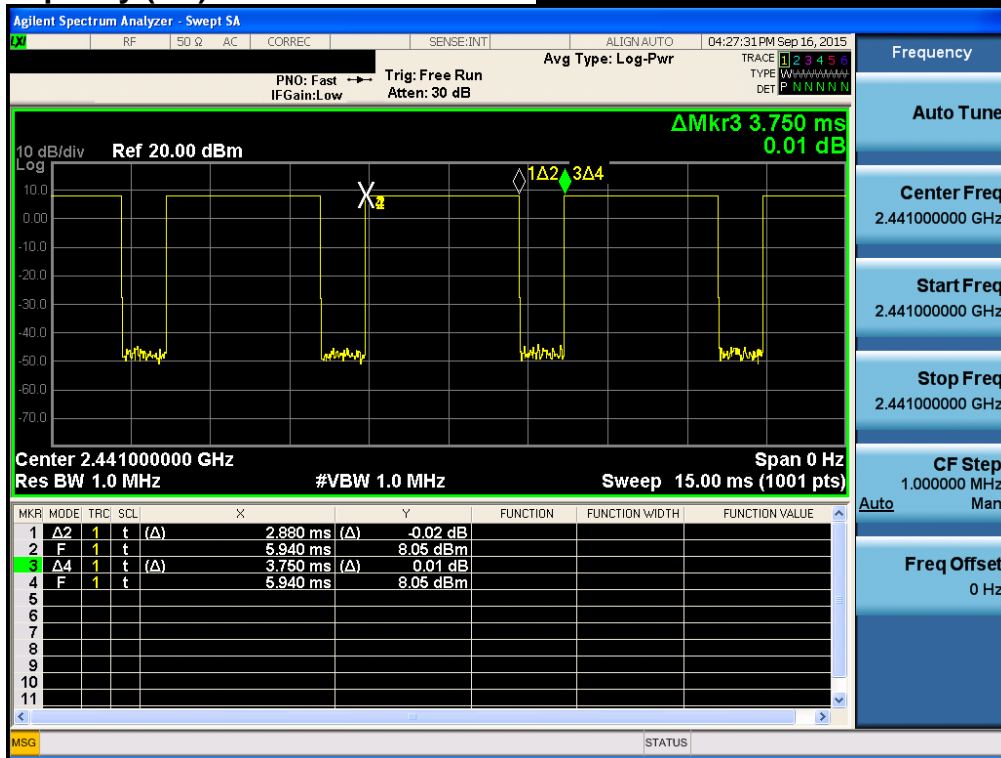 Agilent Spectrum Analyzer - Swept SA
LXI RF 50 Ω AC CORREC SENSE:INT ALIGN AUTO 04:27:31 PM Sep 16, 2015
Avg Type: Log-Pwr
TRACE 1 2 3 4 5 6
PNO: Fast Trig: Free Run
TYPE W
IFGain:Low Atten: 30 dB
DET P N N N N N
ΔMkr3 3.750 ms
0.01 dB
10 dB/div Ref 20.00 dBm
Log
1Δ2 3Δ4
10.0
0.00
-10.0
-20.0
-30.0
-40.0
-50.0
-60.0
-70.0
Center 2.441000000 GHz Span 0 Hz
Res BW 1.0 MHz #VBW 1.0 MHz Sweep 15.00 ms (1001 pts)
MKR MODE TRC SCL X Y FUNCTION FUNCTION WIDTH FUNCTION VALUE
1 Δ2 1 t (Δ) 2.880 ms (Δ) -0.02 dB
2 F 1 t 5.940 ms 8.05 dBm
3 Δ4 1 t (Δ) 3.750 ms (Δ) 0.01 dB
4 F 1 t 5.940 ms 8.05 dBm
5
6
7
8
9
10
11
MSG STATUS
Frequency
Auto Tune
Center Freq
2.441000000 GHz
Start Freq
2.441000000 GHz
Stop Freq
2.441000000 GHz
CF Step
1.000000 MHz
Auto Man
Freq Offset
0 Hz